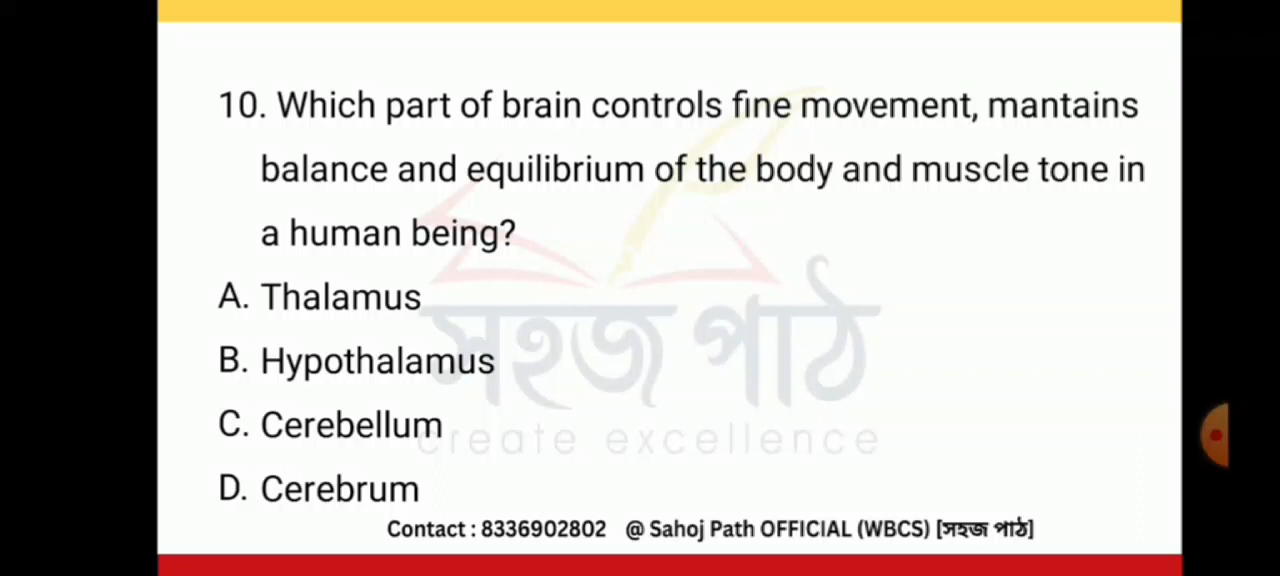 10. Which part of brain controls fine movement, mantains
balance and equilibrium of the body and muscle tone in
a human being?
A. Thalamus
B. Hypothalamus
C. Cerebellum
D. Cerebrum
সহজ পাঠ
create excellence
Contact : 8336902802 @ Sahoj Path OFFICIAL (WBCS) [সহজ পাঠ]